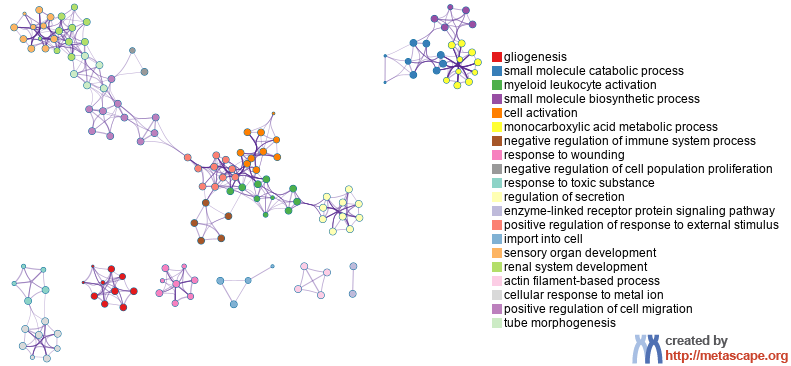 gliogenesis
small molecule catabolic process
myeloid leukocyte activation
small molecule biosynthetic process
cell activation
monocarboxylic acid metabolic process
negative regulation of immune system process
response to wounding
negative regulation of cell population proliferation
response to toxic substance
regulation of secretion
enzyme-linked receptor protein signaling pathway
positive regulation of response to external stimulus
import into cell
sensory organ development
renal system development
actin filament-based process
cellular response to metal ion
positive regulation of cell migration
tube morphogenesis
created by
http://metascape.org